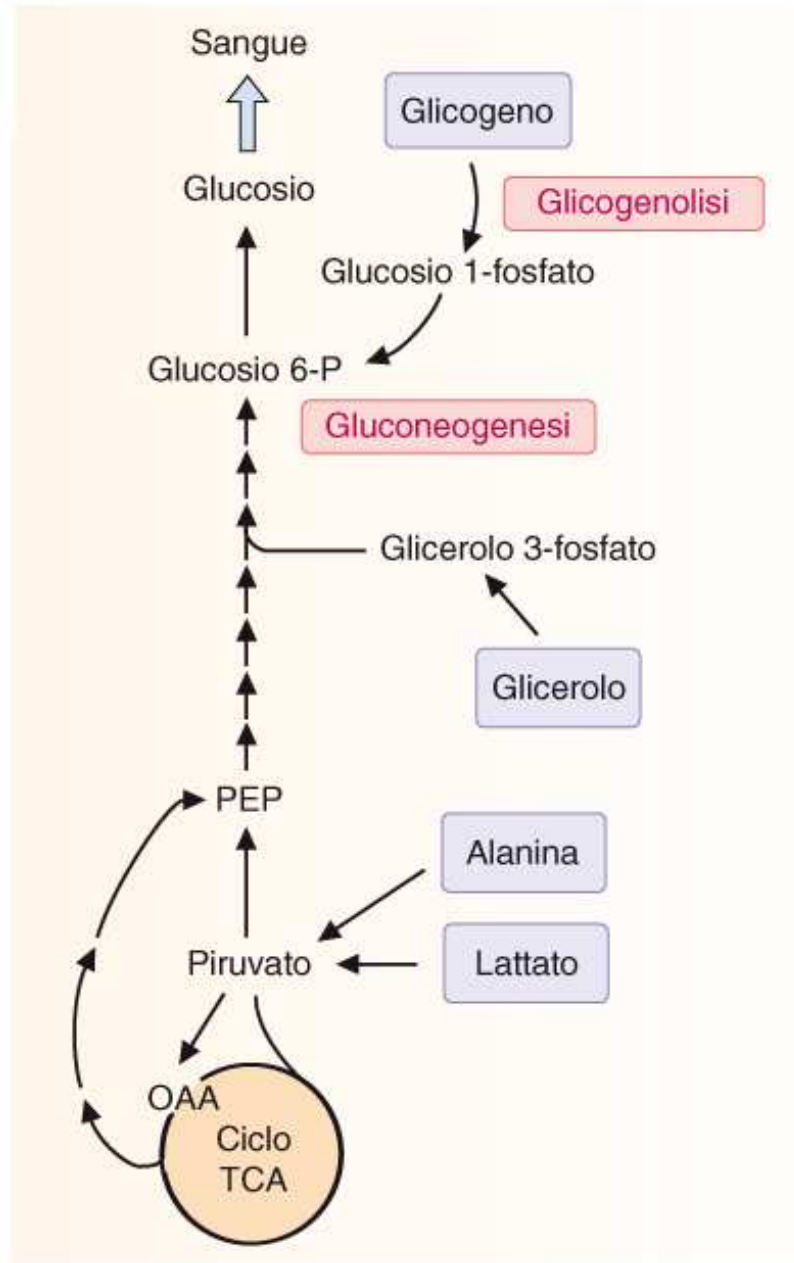 Sangue
Glicogeno
Glucosio
Glicogenolisi
Glucosio 1-fosfato
Glucosio 6-P
Gluconeogenesi
Glicerolo 3-fosfato
Glicerolo
PEP
Alanina
Piruvato
Lattato
OAA
Ciclo
TCA